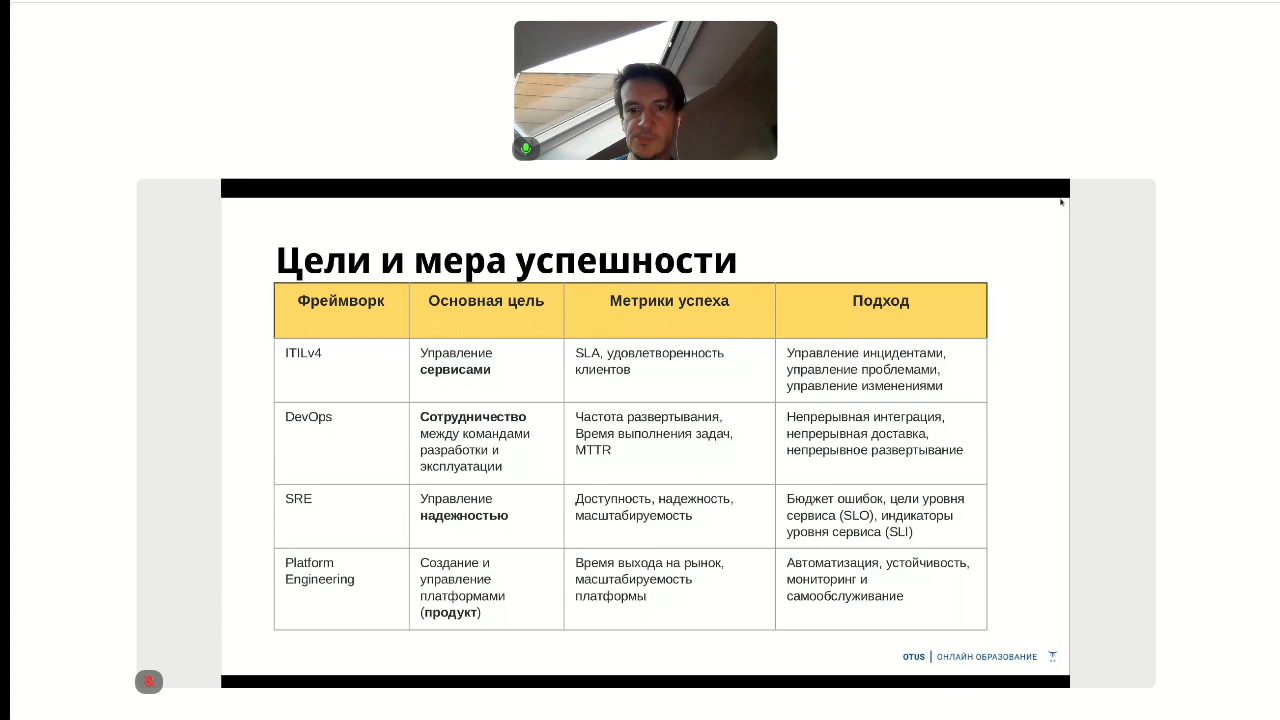 Цели и мера успешности
Фреймворк
Основная цель
Метрики успеха
Подход
ITILv4
Управление
сервисами
SLA, удовлетворенность
клиентов
Управление инцидентами,
управление проблемами,
управление изменениями
DevOps
Сотрудничество
между командами
разработки и
эксплуатации
Частота развертывания,
Время выполнения задач,
MTTR
Непрерывная интеграция,
непрерывная доставка,
непрерывное развертывание
SRE
Управление
надежностью
Доступность, надежность,
масштабируемость
Бюджет ошибок, цели уровня
сервиса (SLO), индикаторы
уровня сервиса (SLI)
Platform
Engineering
Создание и
управление
платформами
(продукт)
Время выхода на рынок,
масштабируемость
платформы
Автоматизация, устойчивость,
мониторинг и
самообслуживание
OTUS | ОНЛАЙН ОБРАЗОВАНИЕ